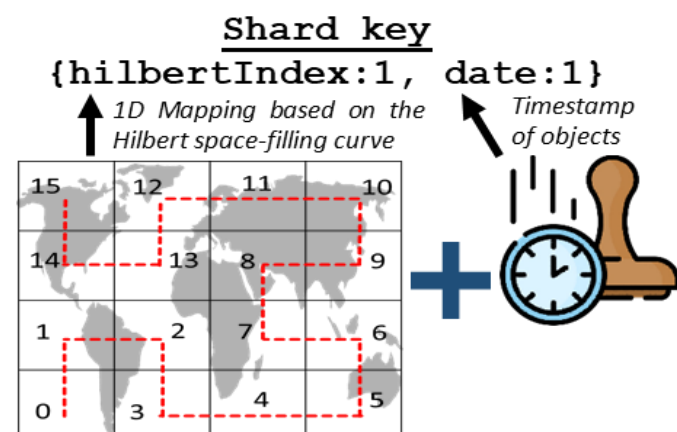 Shard key
{hilbertIndex:1, date:1}
1D Mapping based on the
Hilbert space-filling curve
Timestamp
of objects
15 12 11 10
14 13 8 9
1 2 7 6
0 3 4 5